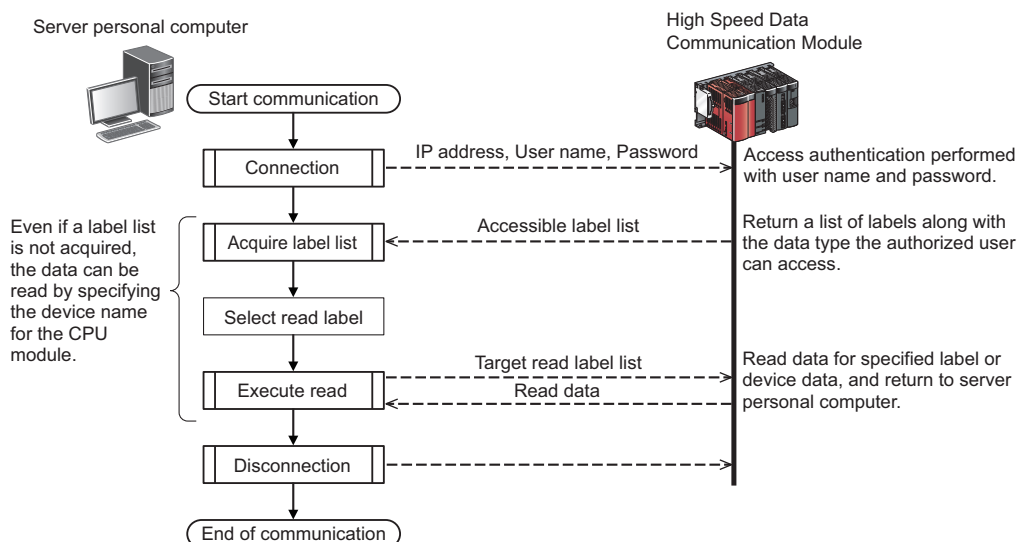 Server personal computer
High Speed Data
Communication Module
Start communication
Connection
IP address, User name, Password
Access authentication performed
with user name and password.
Even if a label list
is not acquired,
the data can be
read by specifying
the device name
for the CPU
module.
Acquire label list
Accessible label list
Return a list of labels along with
the data type the authorized user
can access.
Select read label
Execute read
Target read label list
Read data
Read data for specified label or
device data, and return to server
personal computer.
Disconnection
End of communication